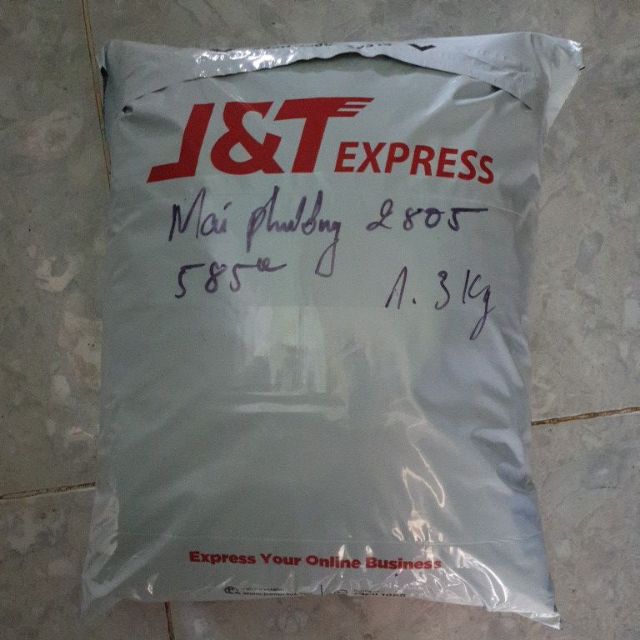 J&T EXPRESS
Mai Phương 2805
585k
1.3Kg
Express Your Online Business